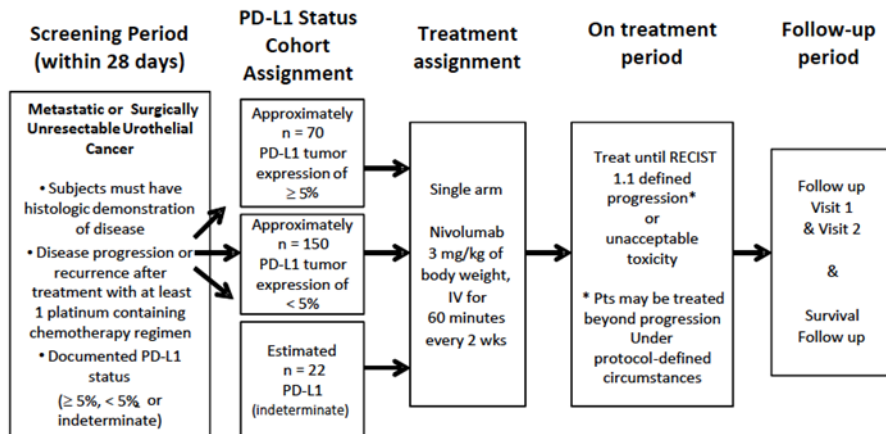 Screening Period
(within 28 days)
Metastatic or Surgically
Unresectable Urothelial
Cancer
• Subjects must have
histologic demonstration
of disease
• Disease progression or
recurrence after
treatment with at least
1 platinum containing
chemotherapy regimen
• Documented PD-L1
status
(≥ 5%, < 5%, or
indeterminate)
PD-L1 Status
Cohort
Assignment
Approximately
n = 70
PD-L1 tumor
expression of
≥ 5%
Approximately
n = 150
PD-L1 tumor
expression of
< 5%
Estimated
n = 22
PD-L1
(indeterminate)
Treatment
assignment
Single arm
Nivolumab
3 mg/kg of
body weight,
IV for
60 minutes
every 2 wks
On treatment
period
Treat until RECIST
1.1 defined
progression*
or
unacceptable
toxicity
* Pts may be treated
beyond progression
Under
protocol-defined
circumstances
Follow-up
period
Follow up
Visit 1
& Visit 2
&
Survival
Follow up